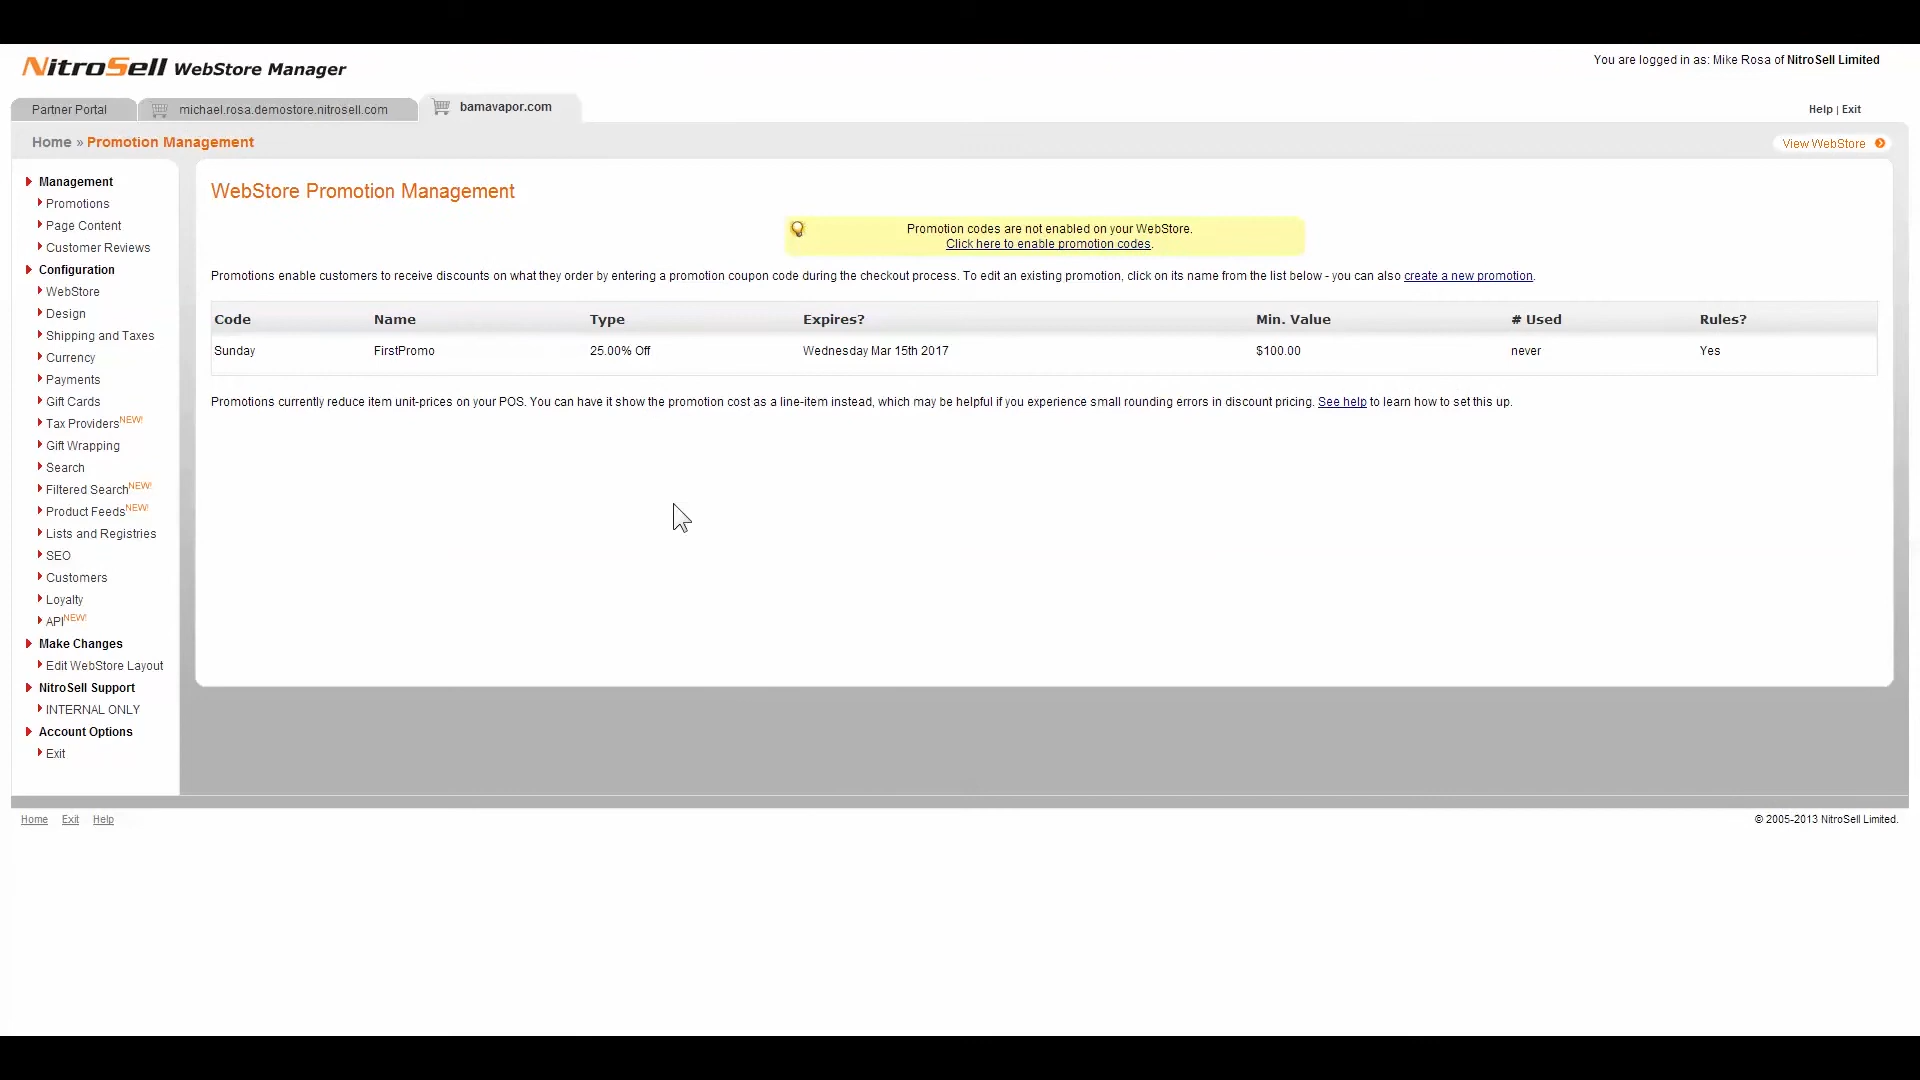 NitroSell WebStore Manager
You are logged in as: Mike Rosa of NitroSell Limited
Partner Portal
michael.rosa.demostore.nitrosell.com
bamavapor.com
Help | Exit
Home » Promotion Management
View WebStore
Management
Promotions
Page Content
Customer Reviews
Configuration
WebStore
Design
Shipping and Taxes
Currency
Payments
Gift Cards
Tax Providers NEW!
Gift Wrapping
Search
Filtered Search NEW!
Product Feeds NEW!
Lists and Registries
SEO
Customers
Loyalty
API NEW!
Make Changes
Edit WebStore Layout
NitroSell Support
INTERNAL ONLY
Account Options
Exit
WebStore Promotion Management
Promotion codes are not enabled on your WebStore.
Click here to enable promotion codes.
Promotions enable customers to receive discounts on what they order by entering a promotion coupon code during the checkout process. To edit an existing promotion, click on its name from the list below - you can also create a new promotion.
Code Name Type Expires? Min. Value # Used Rules?
Sunday FirstPromo 25.00% Off Wednesday Mar 15th 2017 $100.00 never Yes
Promotions currently reduce item unit-prices on your POS. You can have it show the promotion cost as a line-item instead, which may be helpful if you experience small rounding errors in discount pricing. See help to learn how to set this up.
Home Exit Help
© 2005-2013 NitroSell Limited.